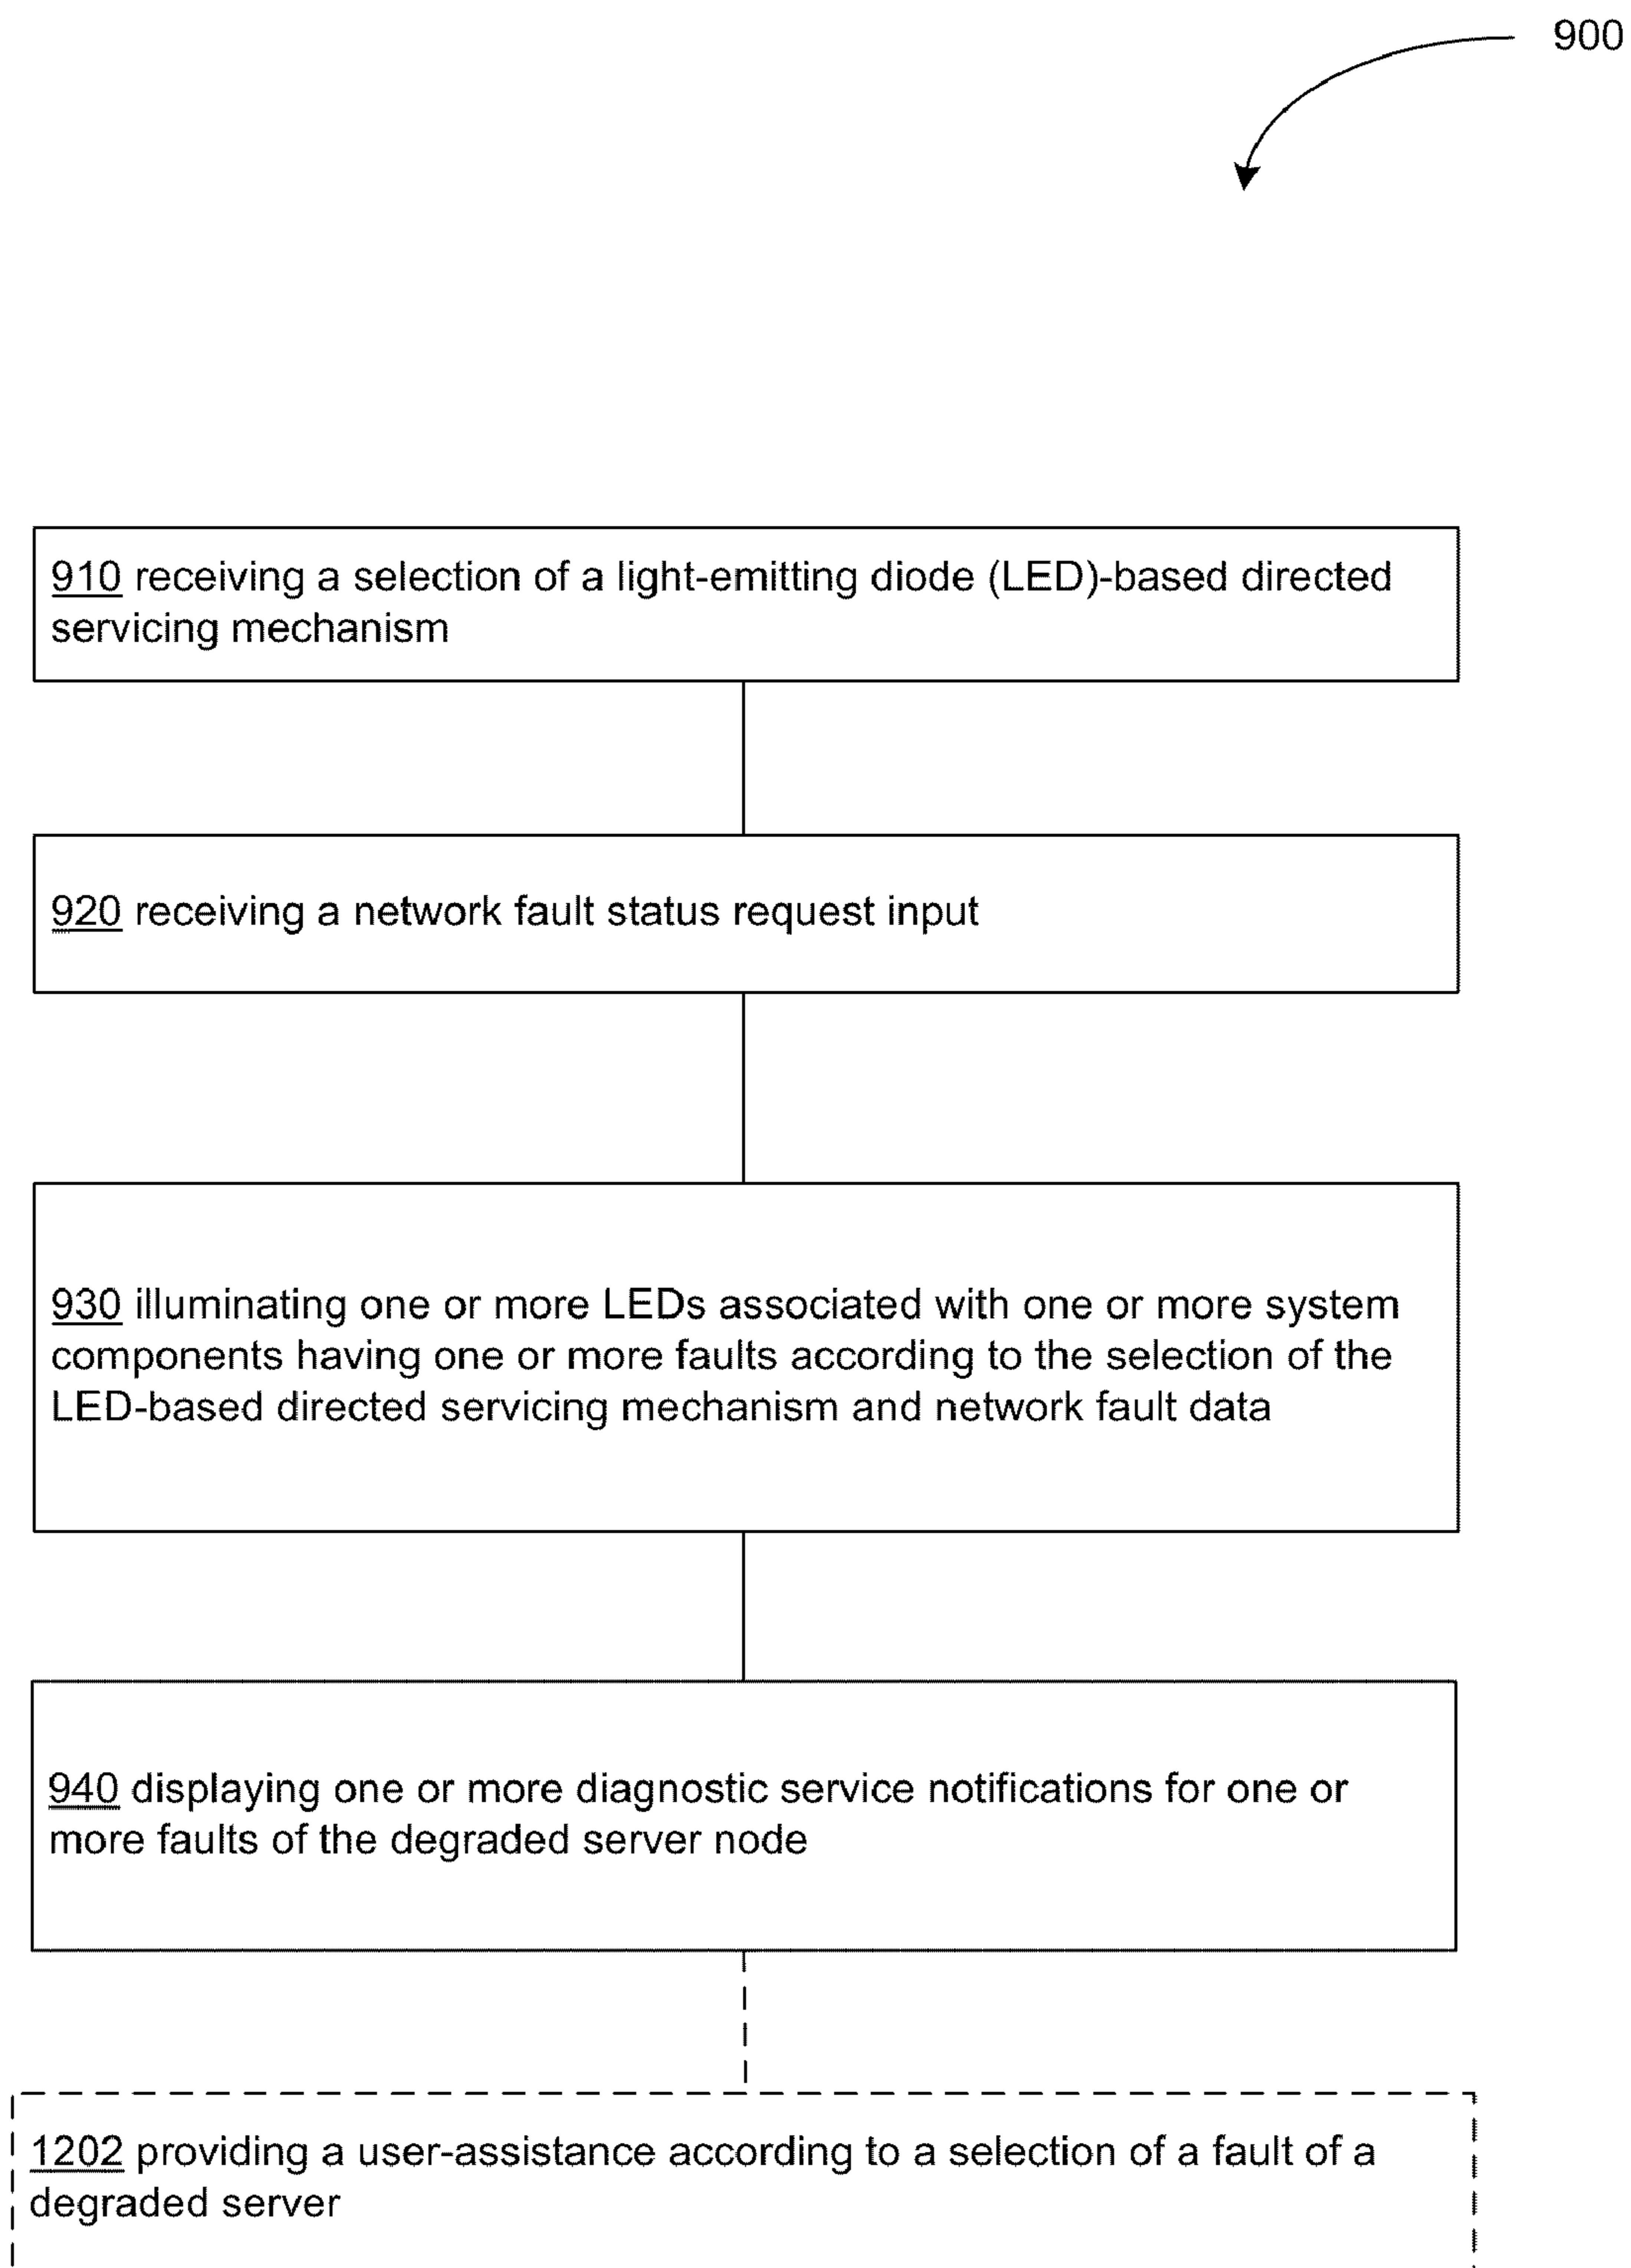 900
910 receiving a selection of a light-emitting diode (LED)-based directed
servicing mechanism
920 receiving a network fault status request input
930 illuminating one or more LEDs associated with one or more system
components having one or more faults according to the selection of the
LED-based directed servicing mechanism and network fault data
940 displaying one or more diagnostic service notifications for one or
more faults of the degraded server node
1202 providing a user-assistance according to a selection of a fault of a
degraded server